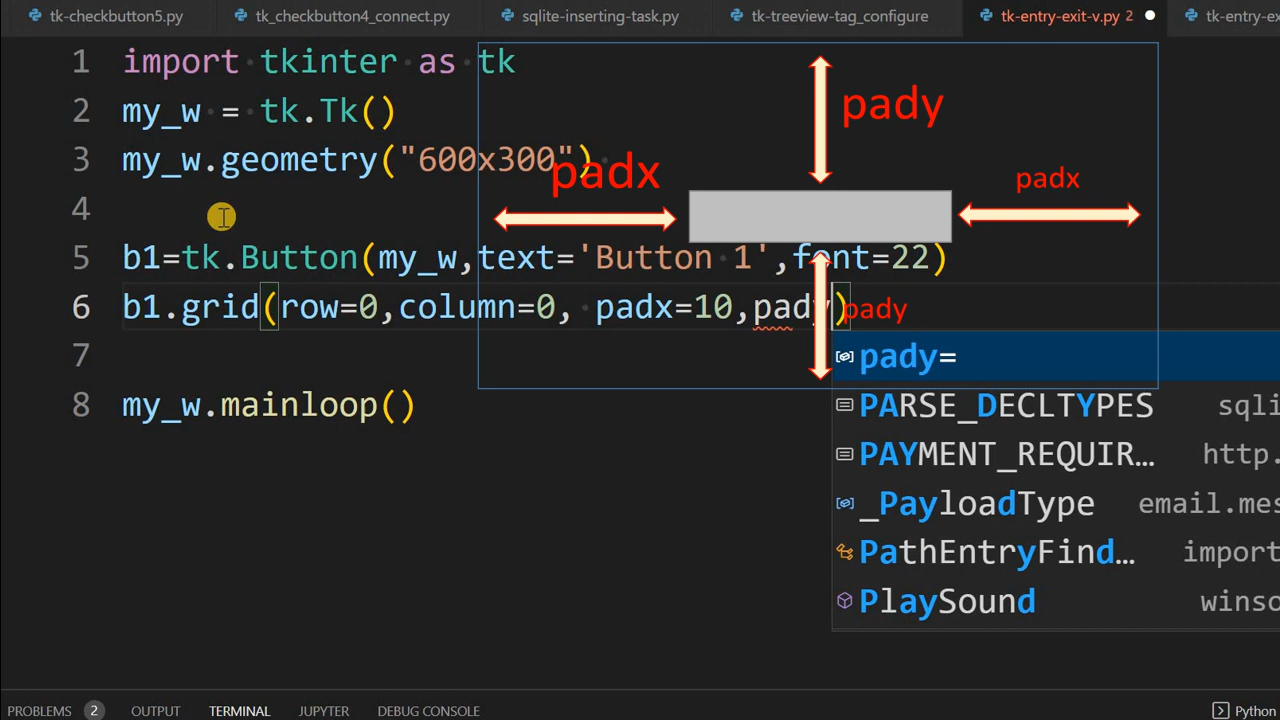 tk-checkbutton5.py tk_checkbutton4_connect.py sqlite-inserting-task.py tk-treeview-tag_configure tk-entry-exit-v.py 2 tk-entry-ex
1 import tkinter as tk
2 my_w = tk.Tk()
3 my_w.geometry("600x300")
4
5 b1=tk.Button(my_w,text='Button 1',font=22)
6 b1.grid(row=0,column=0, padx=10,pady)
7
8 my_w.mainloop()
pady
padx
padx
pady
pady=
PARSE_DECLTYPES sqli
PAYMENT_REQUIR... http.
_PayloadType email.mes
PathEntryFind... import
PlaySound winso
PROBLEMS 2 OUTPUT TERMINAL JUPYTER DEBUG CONSOLE Python